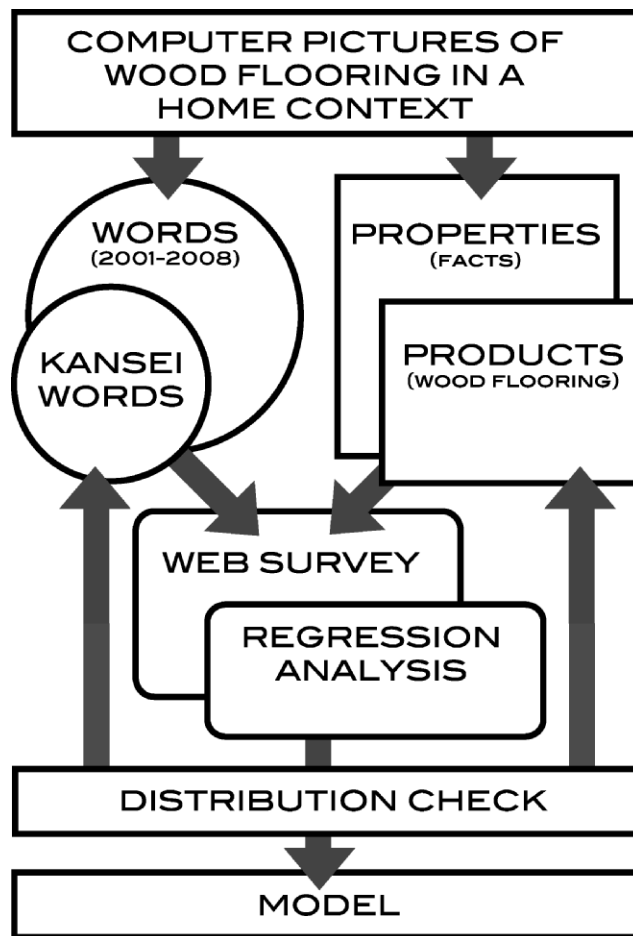 COMPUTER PICTURES OF
WOOD FLOORING IN A
HOME CONTEXT
WORDS
(2001-2008)
KANSEI
WORDS
PROPERTIES
(FACTS)
PRODUCTS
(WOOD FLOORING)
WEB SURVEY
REGRESSION
ANALYSIS
DISTRIBUTION CHECK
MODEL